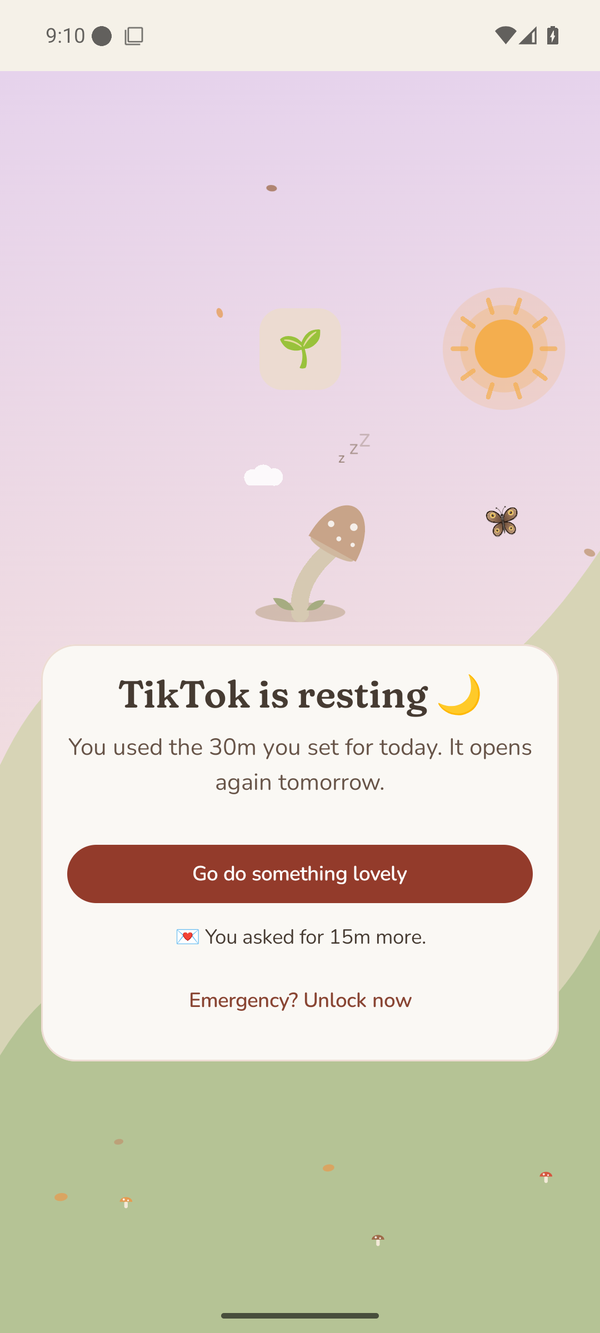 9:10
z z Z
TikTok is resting 🌙
You used the 30m you set for today. It opens
again tomorrow.
Go do something lovely
💌 You asked for 15m more.
Emergency? Unlock now